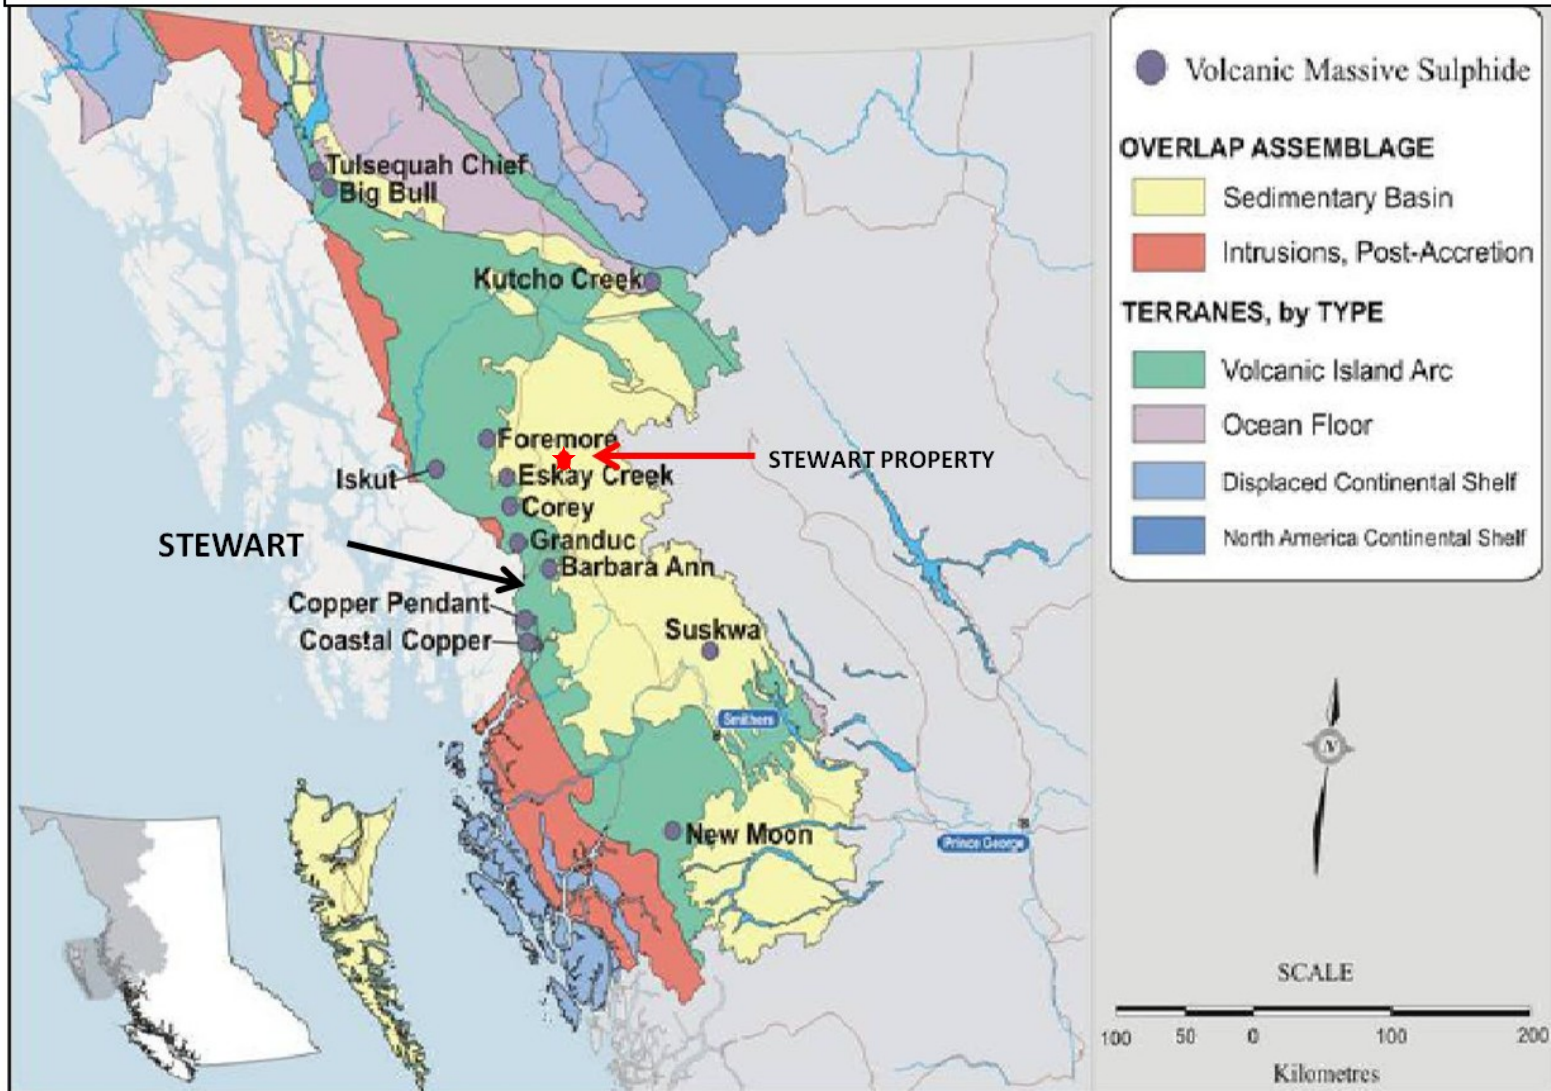 Volcanic Massive Sulphide
OVERLAP ASSEMBLAGE
Sedimentary Basin
Intrusions, Post-Accretion
TERRANES, by TYPE
Volcanic Island Arc
Ocean Floor
Displaced Continental Shelf
North America Continental Shelf
Tulsequah Chief
Big Bull
Kutcho Creek
Foremore
STEWART PROPERTY
Iskut
Eskay Creek
Corey
STEWART
Granduc
Barbara Ann
Copper Pendant
Coastal Copper
Suskwa
Smithers
New Moon
Prince George
N
SCALE
100 50 0 100 200
Kilometres